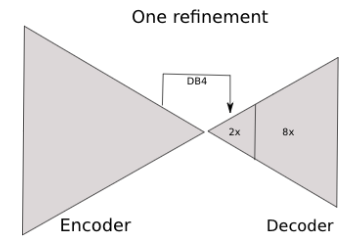 One refinement
DB4
2x
8x
Encoder
Decoder